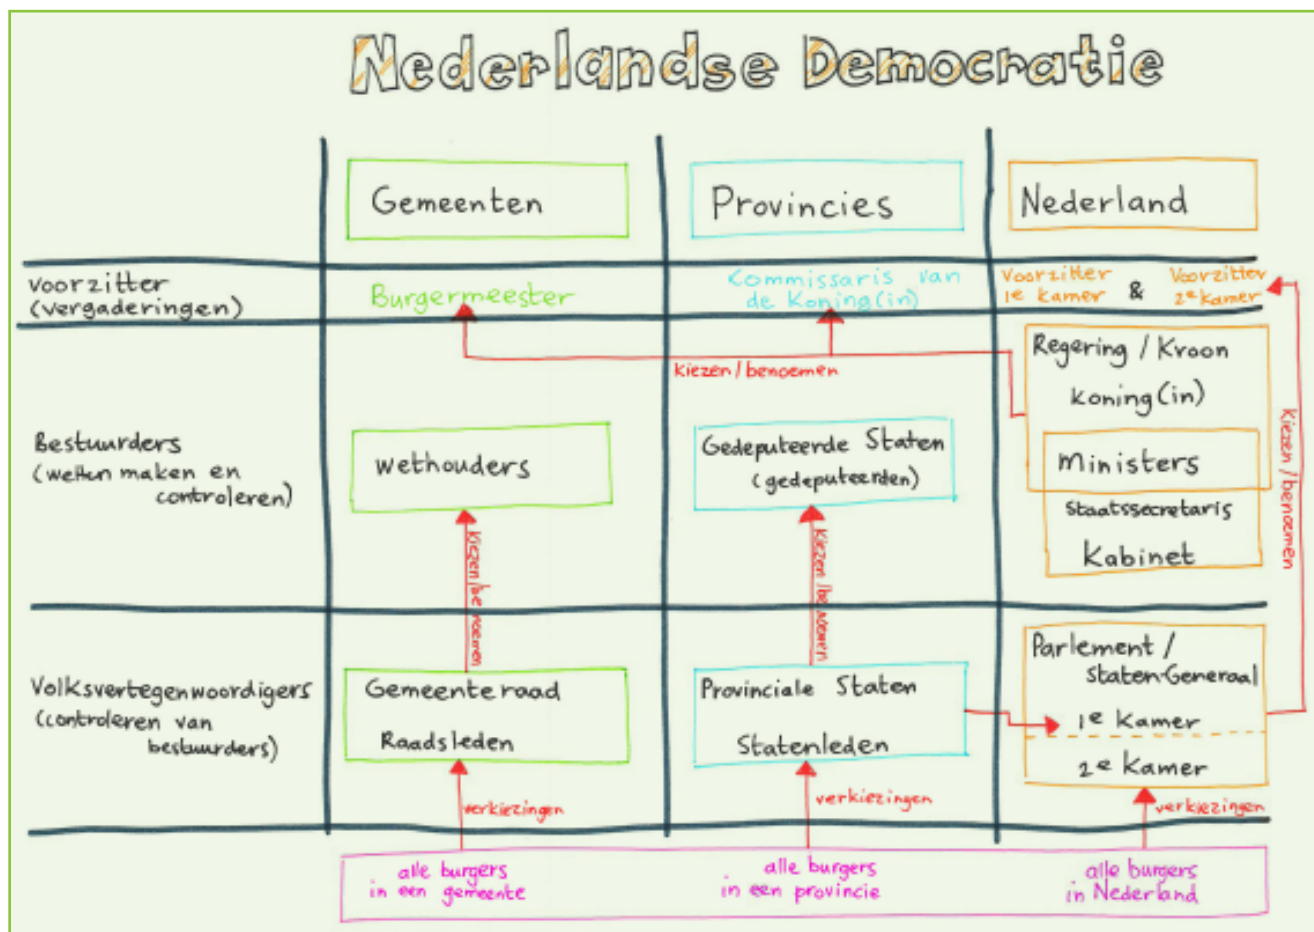 Nederlandse Democratie
Gemeenten
Provincies
Nederland
Voorzitter
(vergaderingen)
Burgermeester
Commissaris van
de Koning(in)
Voorzitter
1e Kamer
&
Voorzitter
2e Kamer
kiezen/benoemen
Bestuurders
(wetten maken en
controleren)
Wethouders
Gedeputeerde Staten
(gedeputeerden)
Regering / Kroon
Koning(in)
Ministers
Staatssecretaris
Kabinet
kiezen/benoemen
kiezen/benoemen
kiezen/benoemen
Volksvertegenwoordigers
(controleren van
bestuurders)
Gemeenteraad
Raadsleden
Provinciale Staten
Statenleden
Parlement /
Staten-Generaal
1e Kamer
2e Kamer
verkiezingen
verkiezingen
verkiezingen
alle burgers
in een gemeente
alle burgers
in een provincie
alle burgers
in Nederland